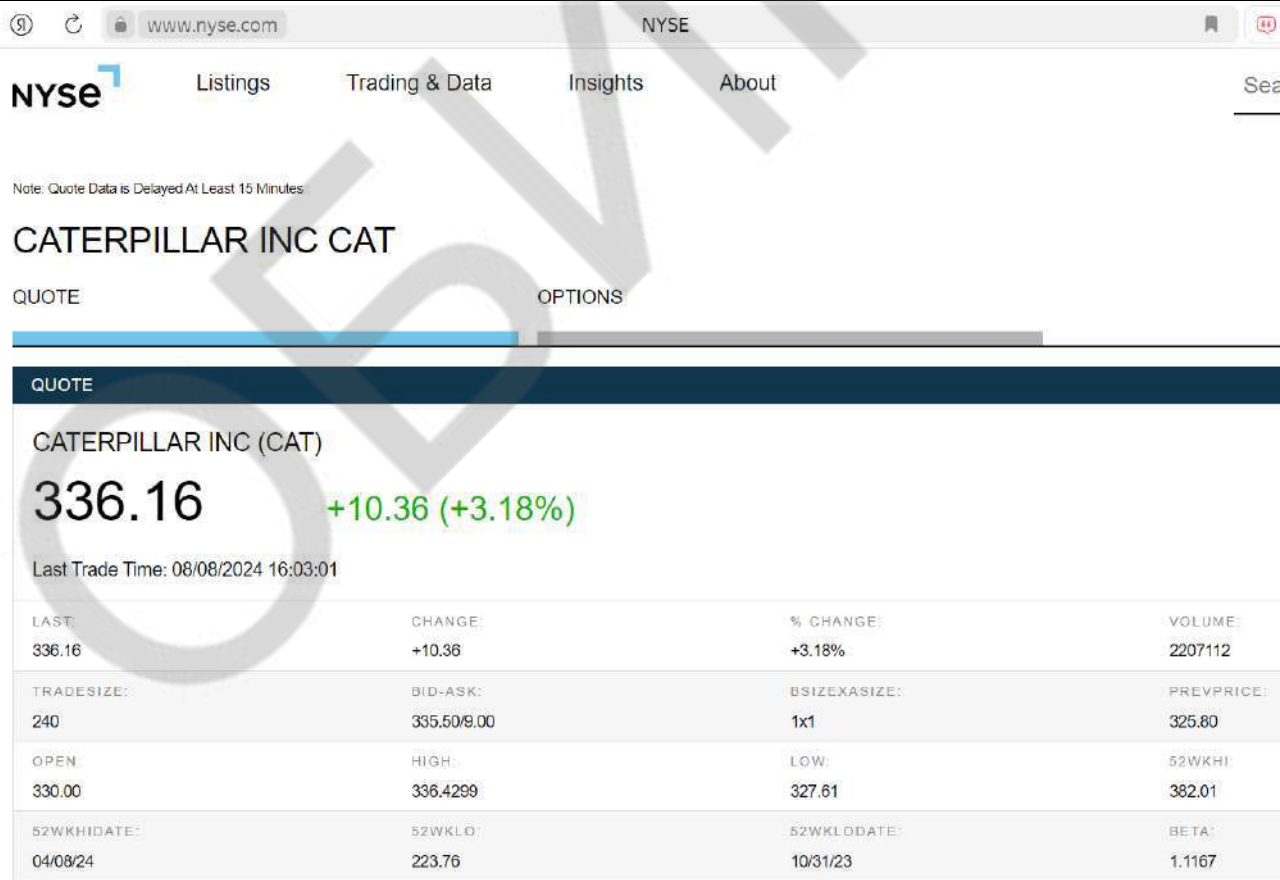 www.nyse.com NYSE
NYSE Listings Trading & Data Insights About Sea
Note: Quote Data is Delayed At Least 15 Minutes
CATERPILLAR INC CAT
QUOTE OPTIONS
QUOTE
CATERPILLAR INC (CAT)
336.16 +10.36 (+3.18%)
Last Trade Time: 08/08/2024 16:03:01
LAST: CHANGE: % CHANGE: VOLUME:
336.16 +10.36 +3.18% 2207112
TRADESIZE: BID-ASK: BSIZEXASIZE: PREVPRICE:
240 335.50/9.00 1x1 325.80
OPEN: HIGH: LOW: 52WKHI:
330.00 336.4299 327.61 382.01
52WKHIDATE: 52WKLO: 52WKLODATE: BETA:
04/08/24 223.76 10/31/23 1.1167